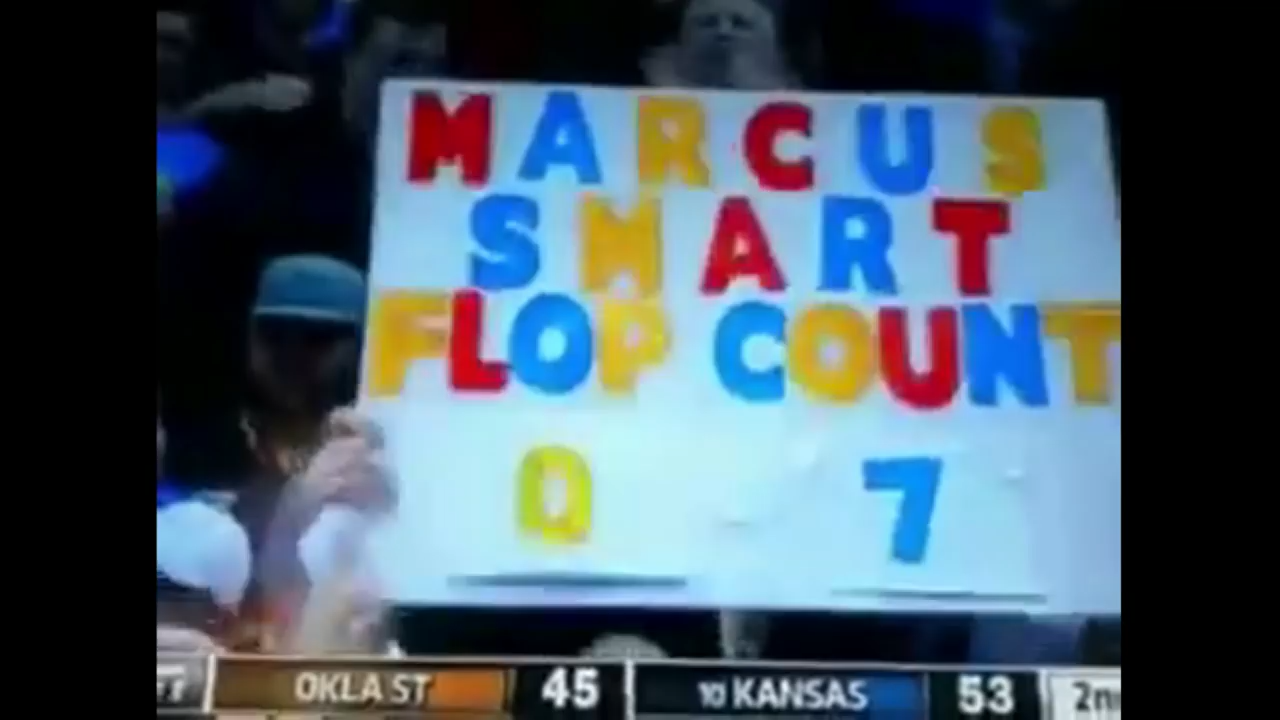 MARCUS
SMART
FLOP COUNT
0 7
OKLA ST 45 10 KANSAS 53